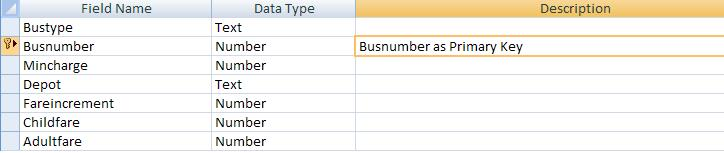 Field Name Data Type Description
Bustype Text
Busnumber Number Busnumber as Primary Key
Mincharge Number
Depot Text
Fareincrement Number
Childfare Number
Adultfare Number